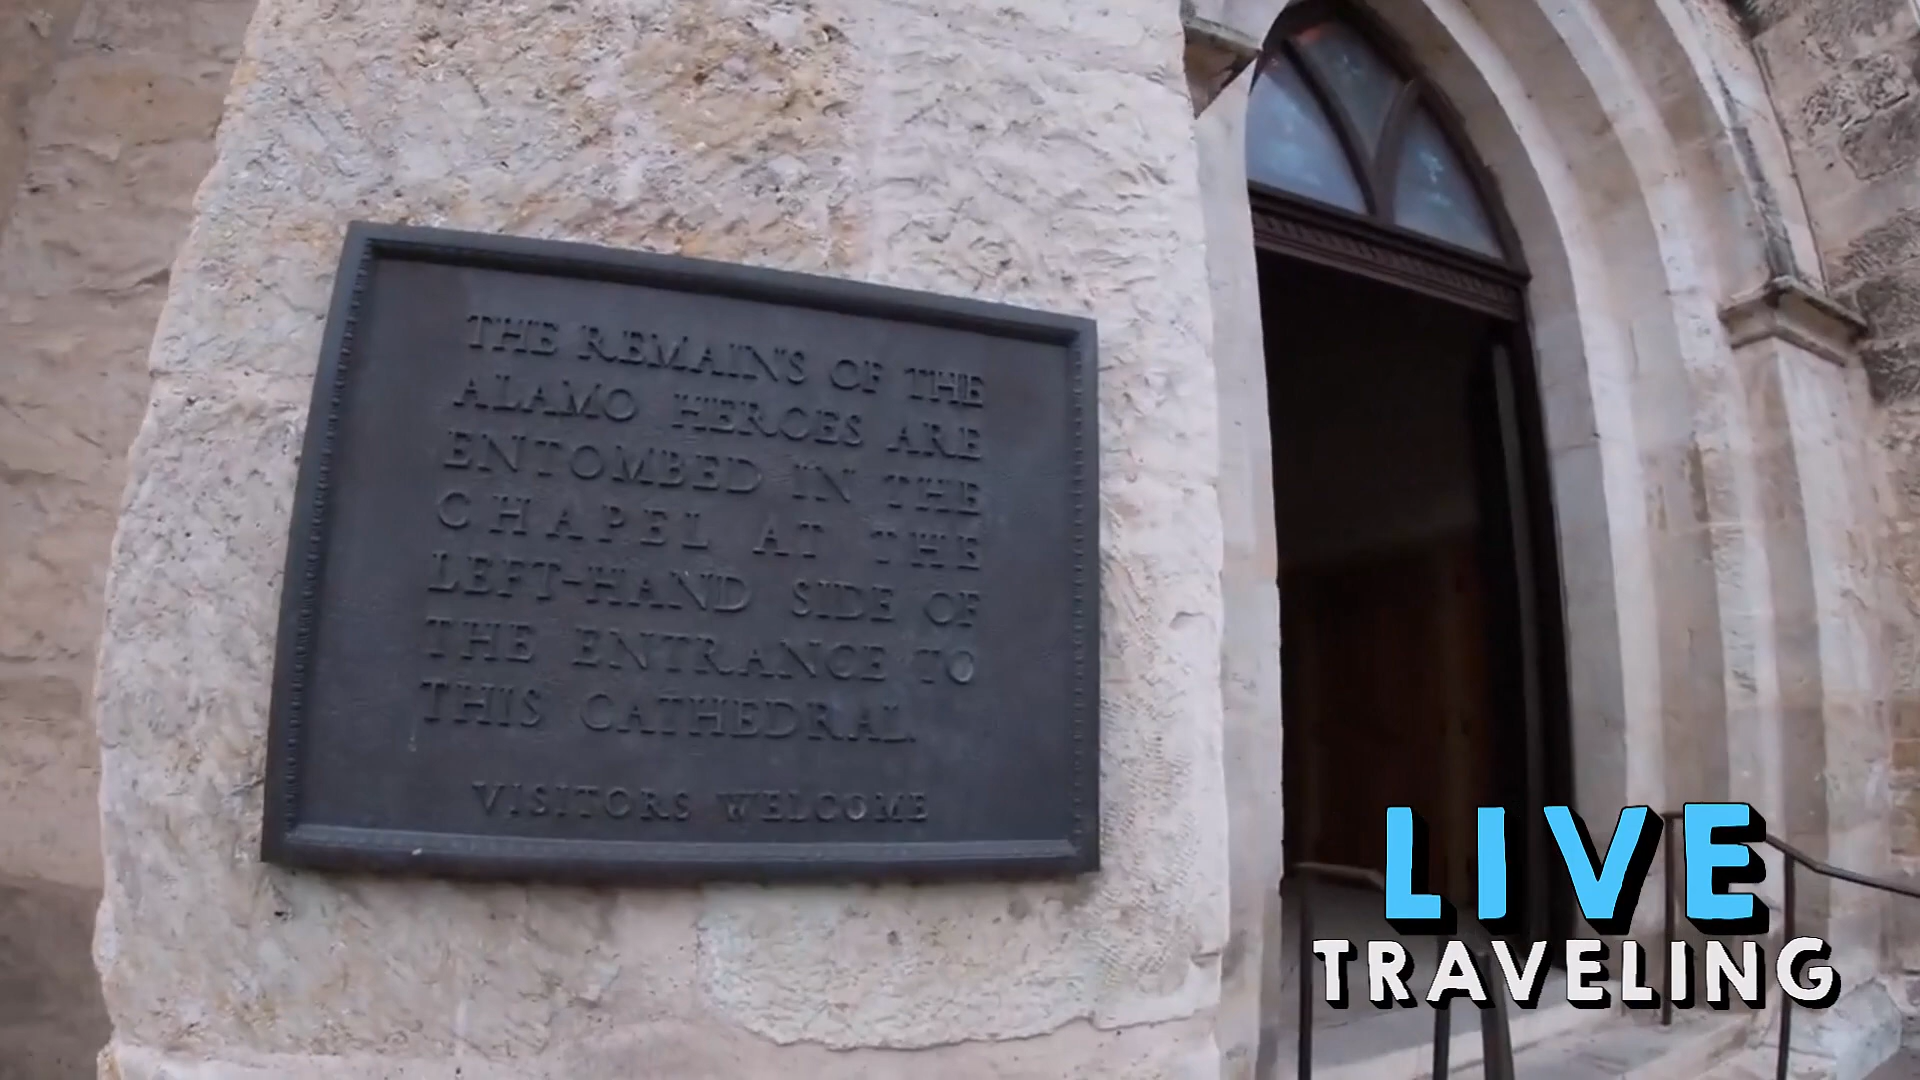 THE REMAINS OF THE
ALAMO HEROES ARE
ENTOMBED IN THE
CHAPEL AT THE
LEFT-HAND SIDE OF
THE ENTRANCE TO
THIS CATHEDRAL
VISITORS WELCOME
LIVE
TRAVELING